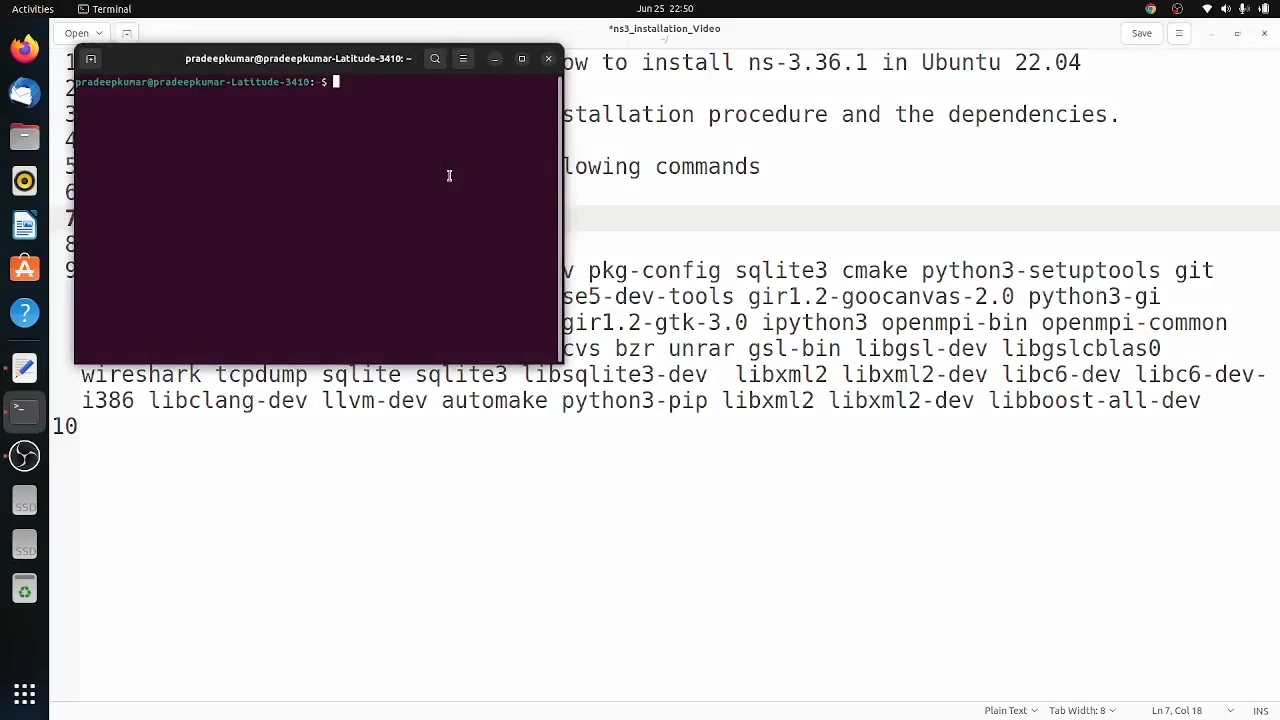 Activities
Terminal
Jun 25 22:50
Open
*ns3_installation_Video
~/
Save
pradeepkumar@pradeepkumar-Latitude-3410: ~
pradeepkumar@pradeepkumar-Latitude-3410:~$
1 ow to install ns-3.36.1 in Ubuntu 22.04
2
3 stallation procedure and the dependencies.
4
5 lowing commands
6
7
8
9 v pkg-config sqlite3 cmake python3-setuptools git
se5-dev-tools gir1.2-goocanvas-2.0 python3-gi
gir1.2-gtk-3.0 ipython3 openmpi-bin openmpi-common
cvs bzr unrar gsl-bin libgsl-dev libgslcblas0
wireshark tcpdump sqlite sqlite3 libsqlite3-dev  libxml2 libxml2-dev libc6-dev libc6-dev-
i386 libclang-dev llvm-dev automake python3-pip libxml2 libxml2-dev libboost-all-dev
10
SSD
SSD
Plain Text
Tab Width: 8
Ln 7, Col 18
INS